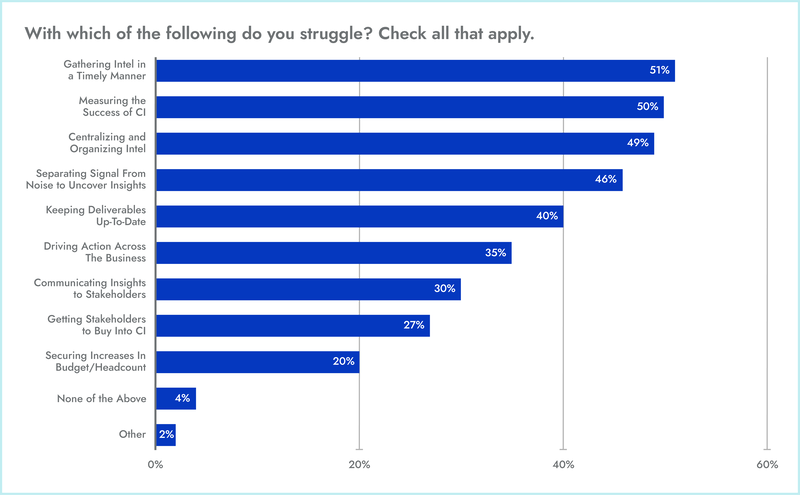 With which of the following do you struggle? Check all that apply.
Gathering Intel in
a Timely Manner
51%
Measuring the
Success of CI
50%
Centralizing and
Organizing Intel
49%
Separating Signal From
Noise to Uncover Insights
46%
Keeping Deliverables
Up-To-Date
40%
Driving Action Across
The Business
35%
Communicating Insights
to Stakeholders
30%
Getting Stakeholders
to Buy Into CI
27%
Securing Increases In
Budget/Headcount
20%
None of the Above
4%
Other
2%
0% 20% 40% 60%